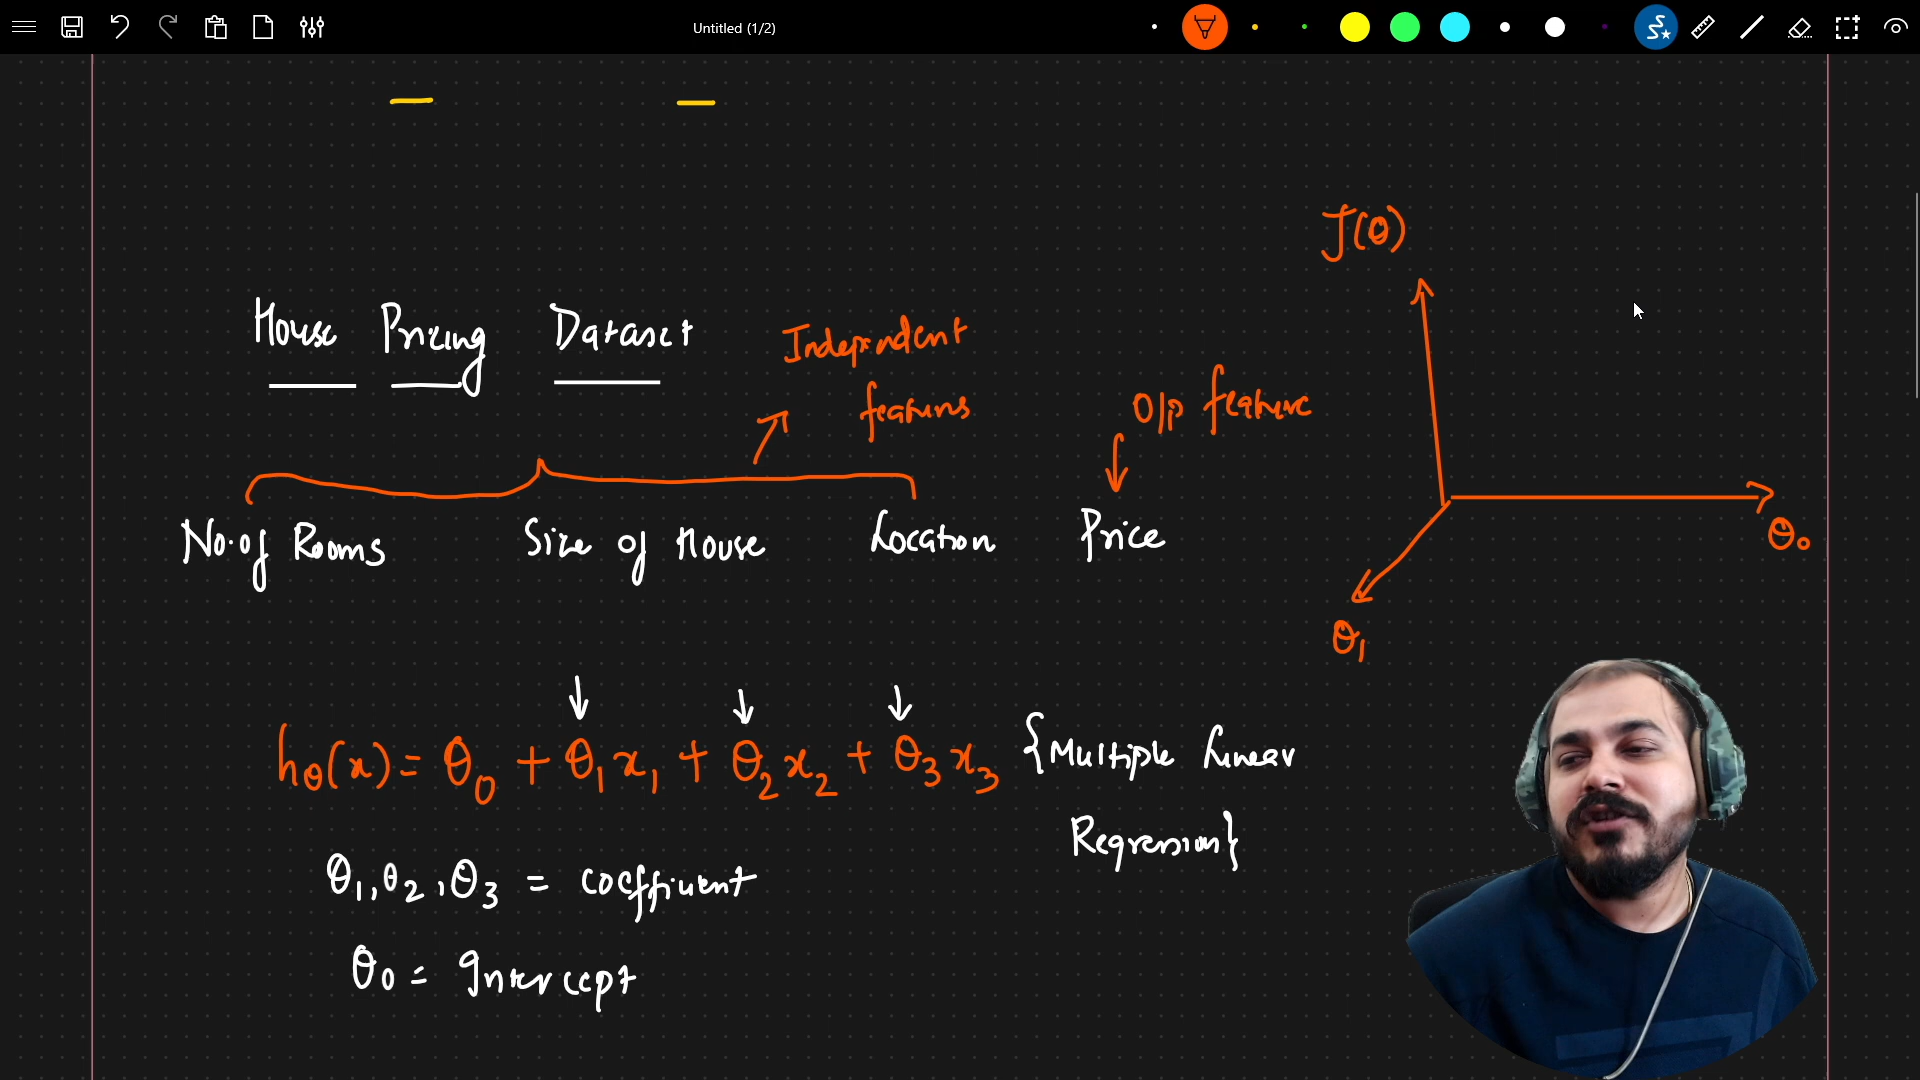 Untitled (1/2)
J(θ)
House Pricing Dataset
Independent
features
O/p feature
No. of Rooms Size of House Location Price
θ₀
θ₁
hθ(x) = θ₀ + θ₁x₁ + θ₂x₂ + θ₃x₃ {Multiple Linear
Regression}
θ₁, θ₂, θ₃ = coefficient
θ₀ = Intercept